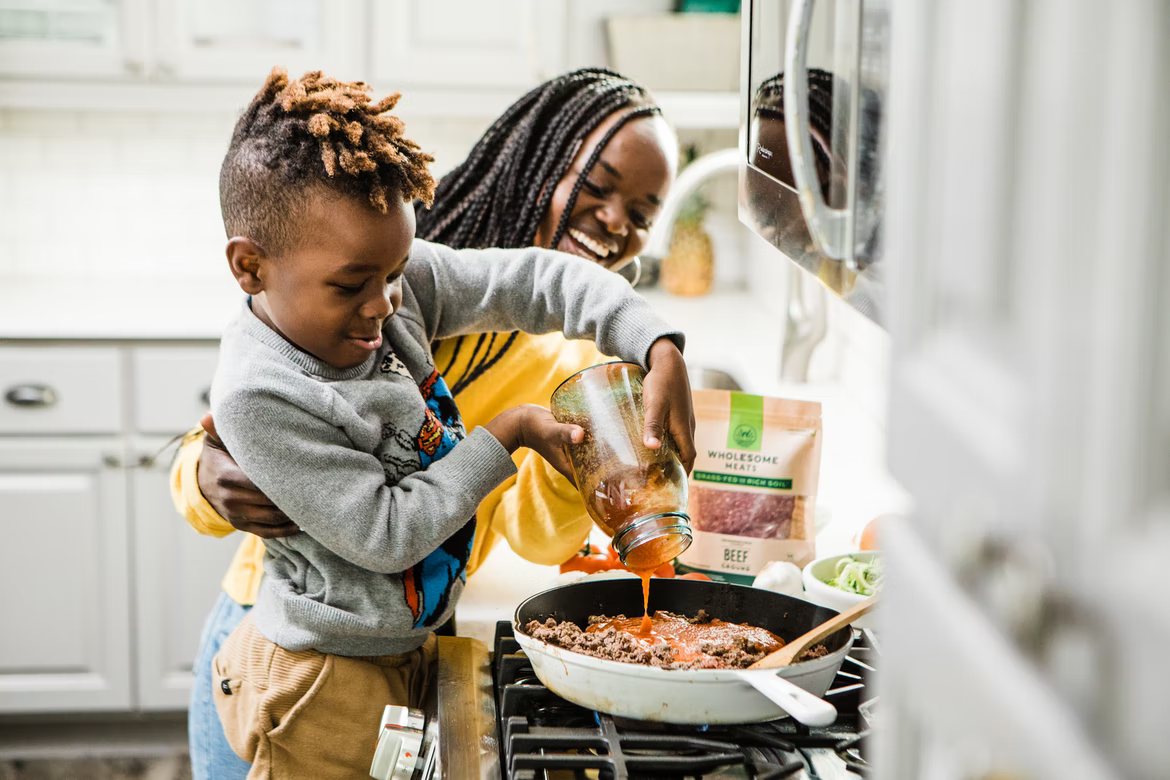 WHOLESOME
MEATS
GRASS-FED IN RICH SOIL
BEEF
GROUND